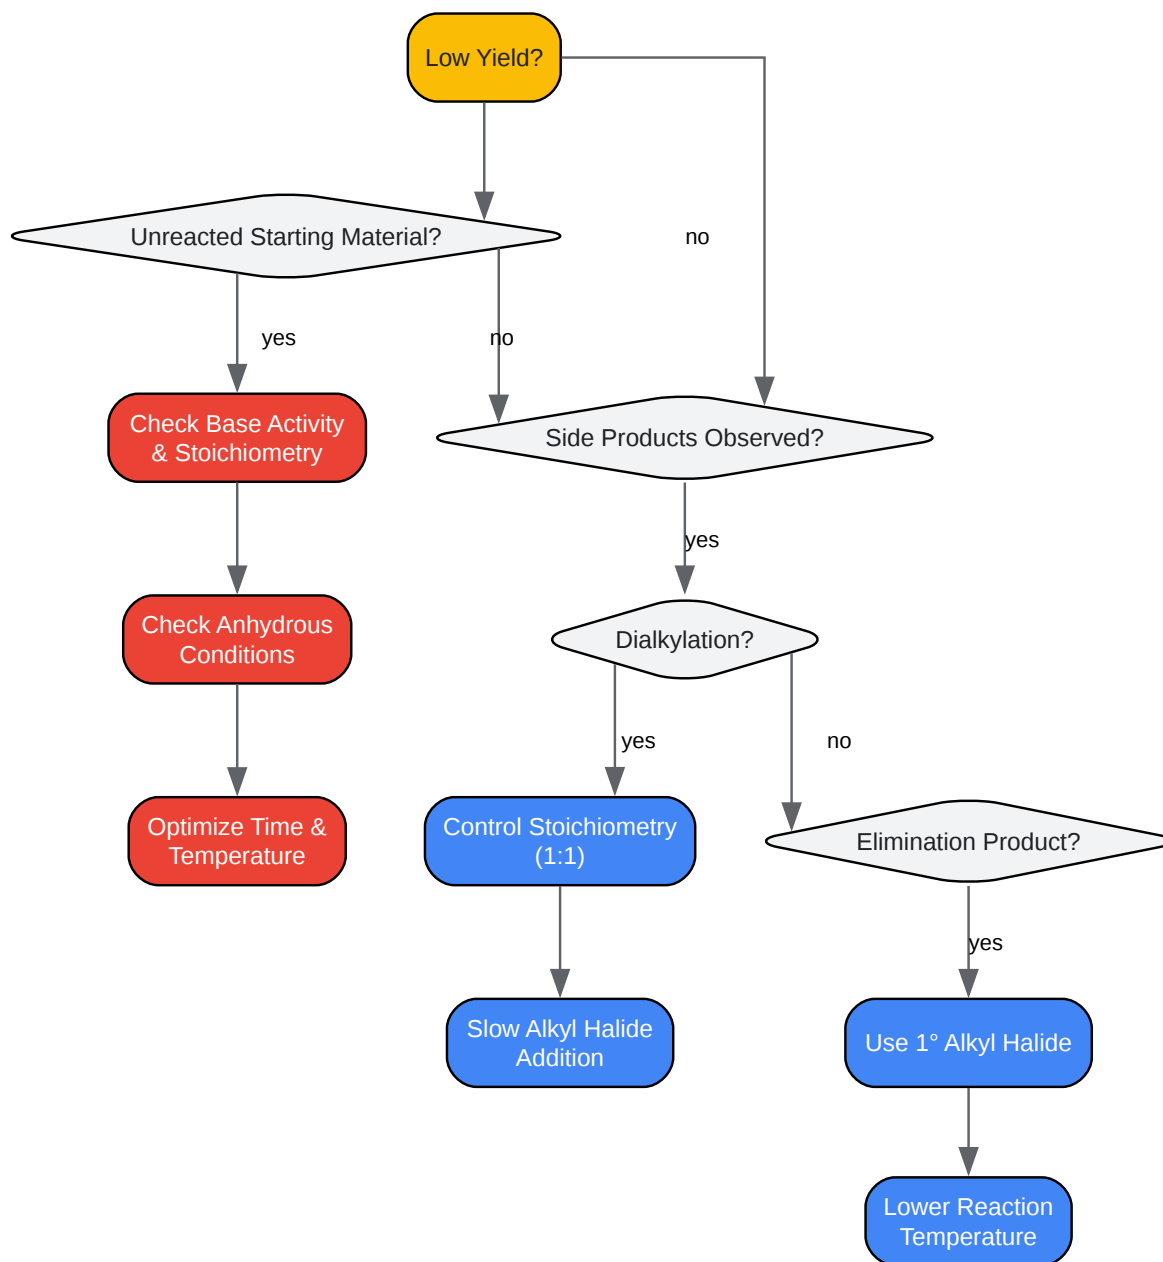 Low Yield?
Unreacted Starting Material?
no
yes
no
Check Base Activity
& Stoichiometry
Side Products Observed?
yes
Check Anhydrous
Conditions
Dialkylation?
yes
no
Optimize Time &
Temperature
Control Stoichiometry
(1:1)
Elimination Product?
yes
Slow Alkyl Halide
Addition
Use 1° Alkyl Halide
Lower Reaction
Temperature